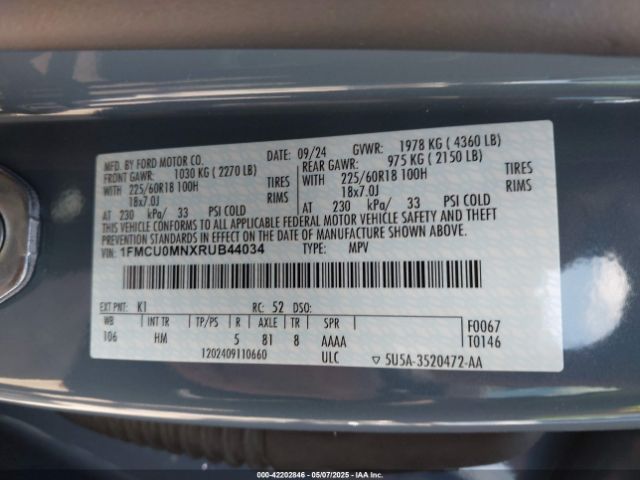 MFD. BY FORD MOTOR CO.
09/24
GVWR: 1978 KG ( 4360 LB)
FRONT GAWR: 1030 KG ( 2270 LB)
REAR GAWR: 975 KG ( 2150 LB)
WITH 225/60R18 100H TIRES
WITH 225/60R18 100H TIRES
18x7.0J RIMS
18x7.0J RIMS
AT 230 kPa/ 33 PSI COLD
AT 230 kPa/ 33 PSI COLD
THIS VEHICLE CONFORMS TO ALL APPLICABLE FEDERAL MOTOR VEHICLE SAFETY AND THEFT
PREVENTION STANDARDS IN EFFECT ON THE DATE OF MANUFACTURE SHOWN ABOVE.
VIN: 1FMCU0MNXRUB44034 TYPE: MPV
EXT PNT: K1 RC: 52 DSO:
WB INT TR TP/PS R AXLE TR SPR F0067
106 HM 5 81 8 AAAA T0146
1202409110660 ULC ▽ 5U5A-3520472-AA
000-42202846 - 05/07/2025 - IAA Inc.